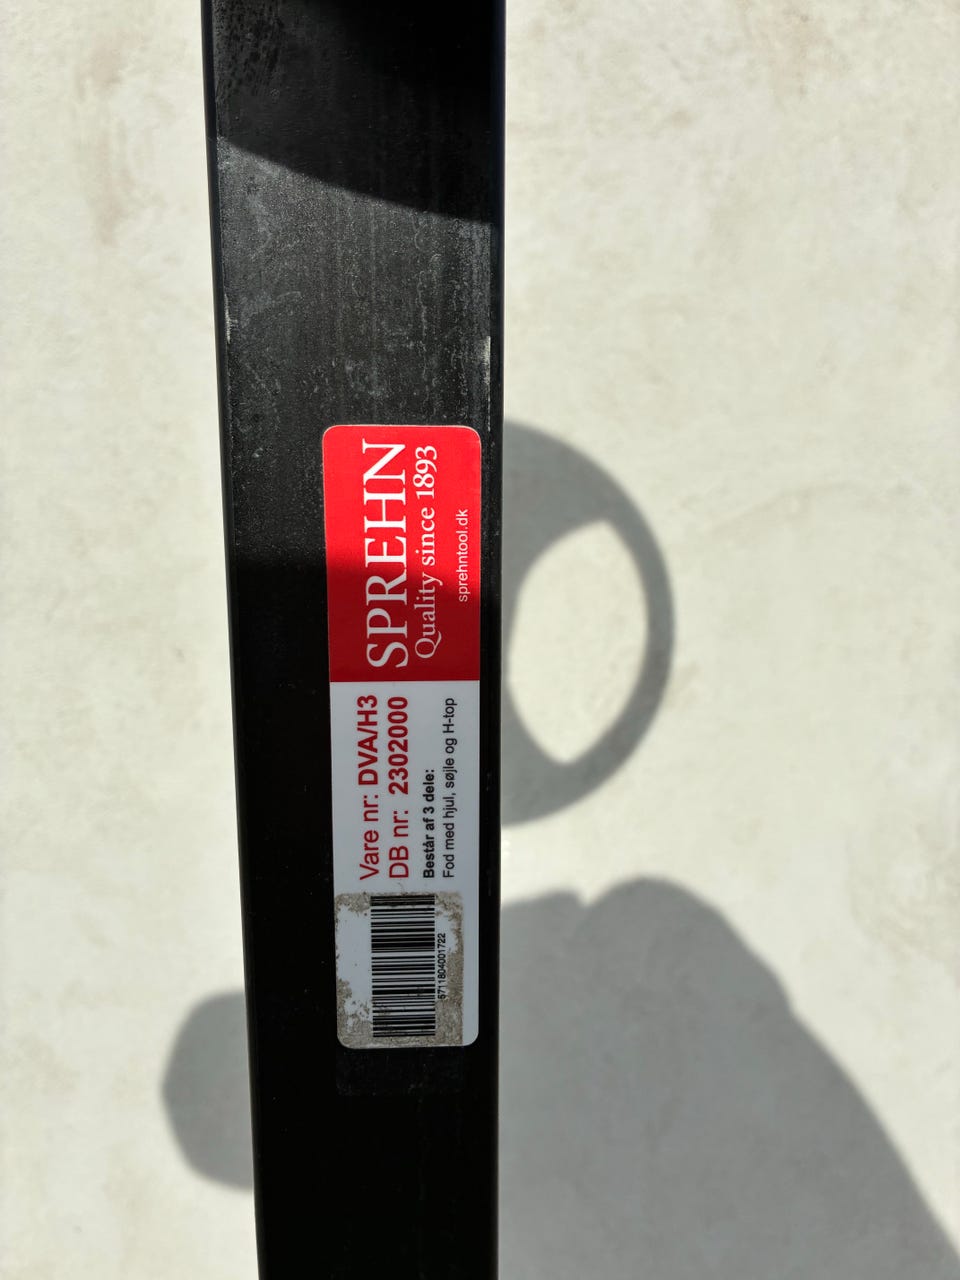 SPREHN
Quality since 1893
sprehntool.dk
Vare nr: DVA/H3
DB nr: 2302000
Består af 3 dele:
Fod med hjul, søjle og H-top
5711804001722